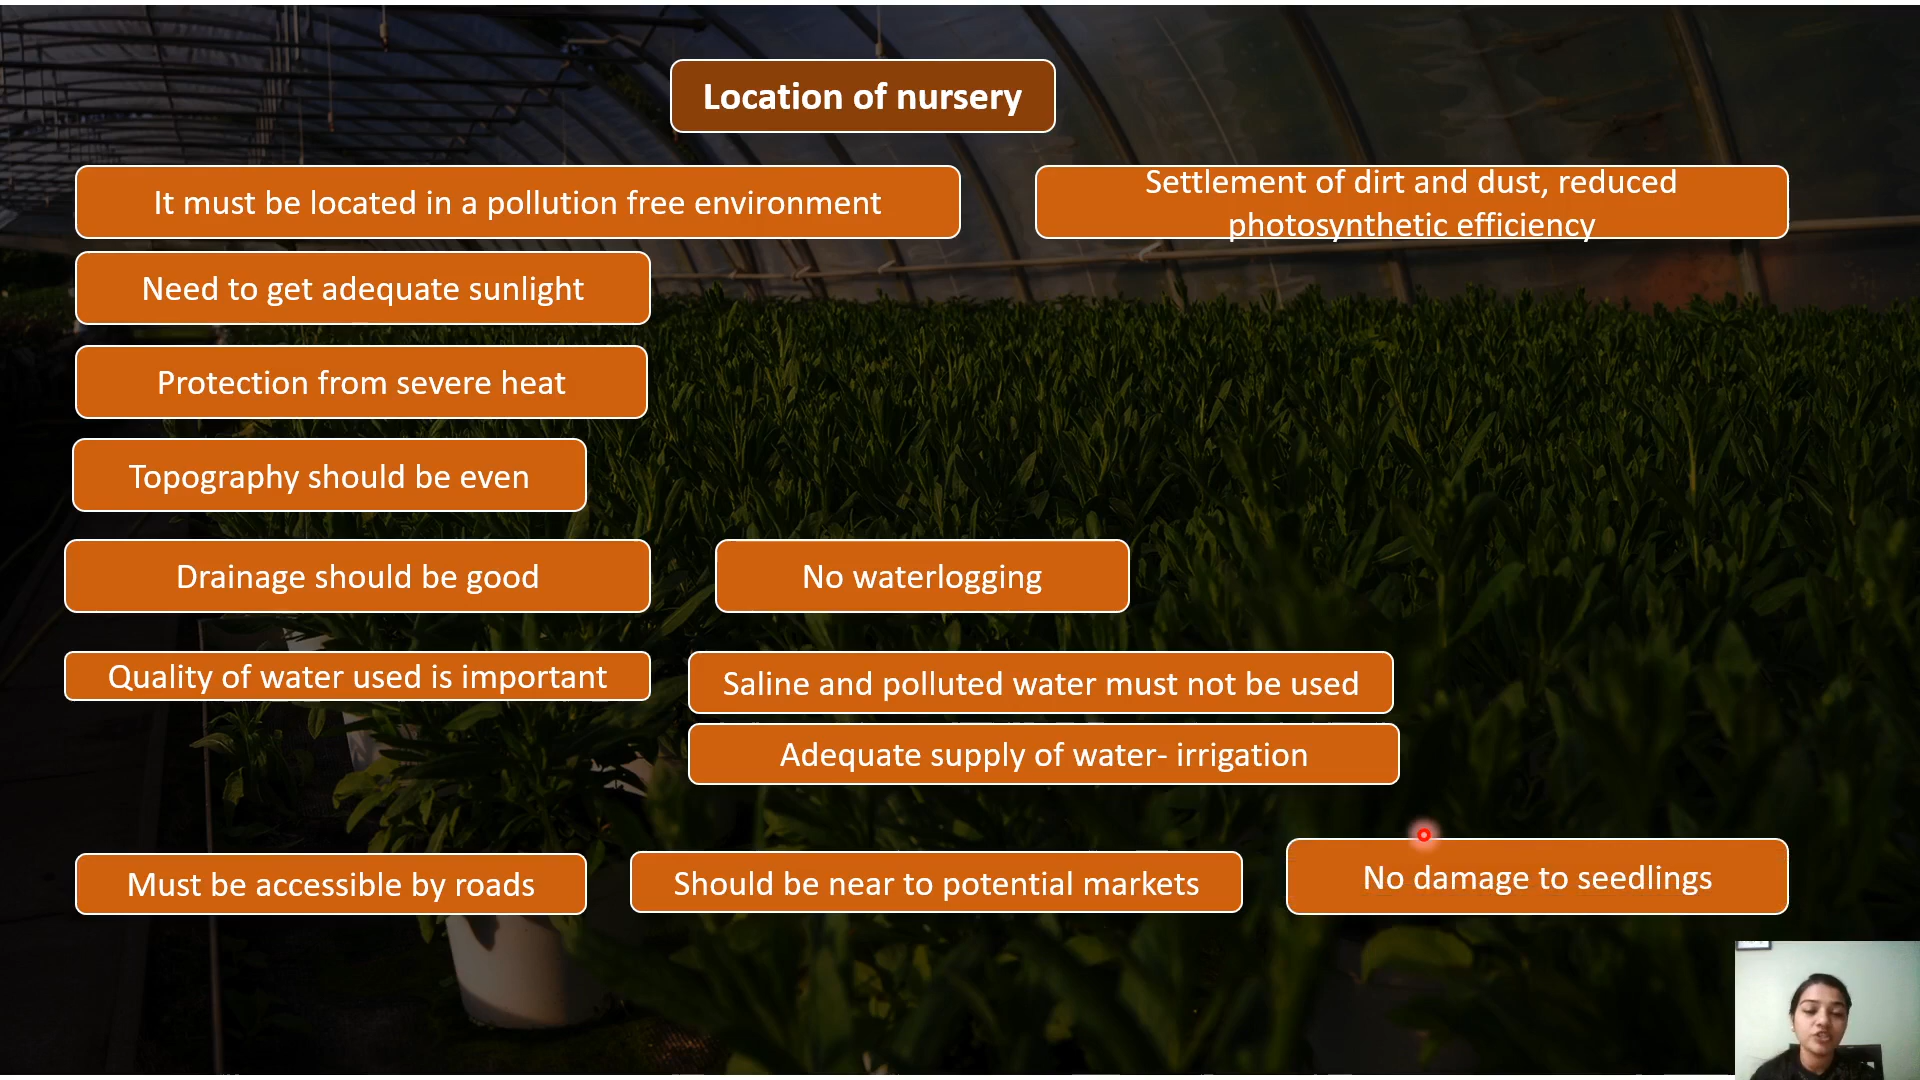 Location of nursery
It must be located in a pollution free environment
Settlement of dirt and dust, reduced
photosynthetic efficiency
Need to get adequate sunlight
Protection from severe heat
Topography should be even
Drainage should be good
No waterlogging
Quality of water used is important
Saline and polluted water must not be used
Adequate supply of water- irrigation
Must be accessible by roads
Should be near to potential markets
No damage to seedlings